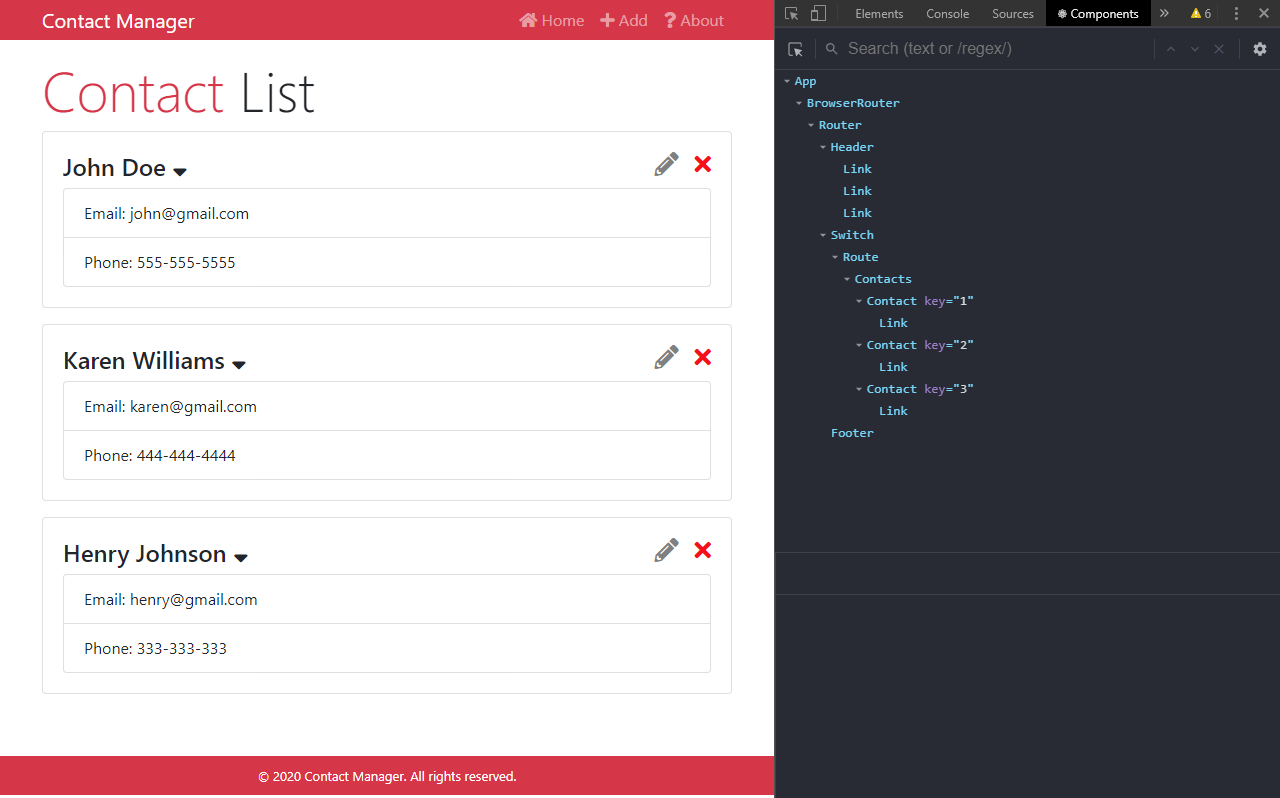 Contact Manager Home Add About
Contact List
John Doe
Email: john@gmail.com
Phone: 555-555-5555
Karen Williams
Email: karen@gmail.com
Phone: 444-444-4444
Henry Johnson
Email: henry@gmail.com
Phone: 333-333-333
© 2020 Contact Manager. All rights reserved.
Elements Console Sources Components » 6
Search (text or /regex/)
App
BrowserRouter
Router
Header
Link
Link
Link
Switch
Route
Contacts
Contact key="1"
Link
Contact key="2"
Link
Contact key="3"
Link
Footer